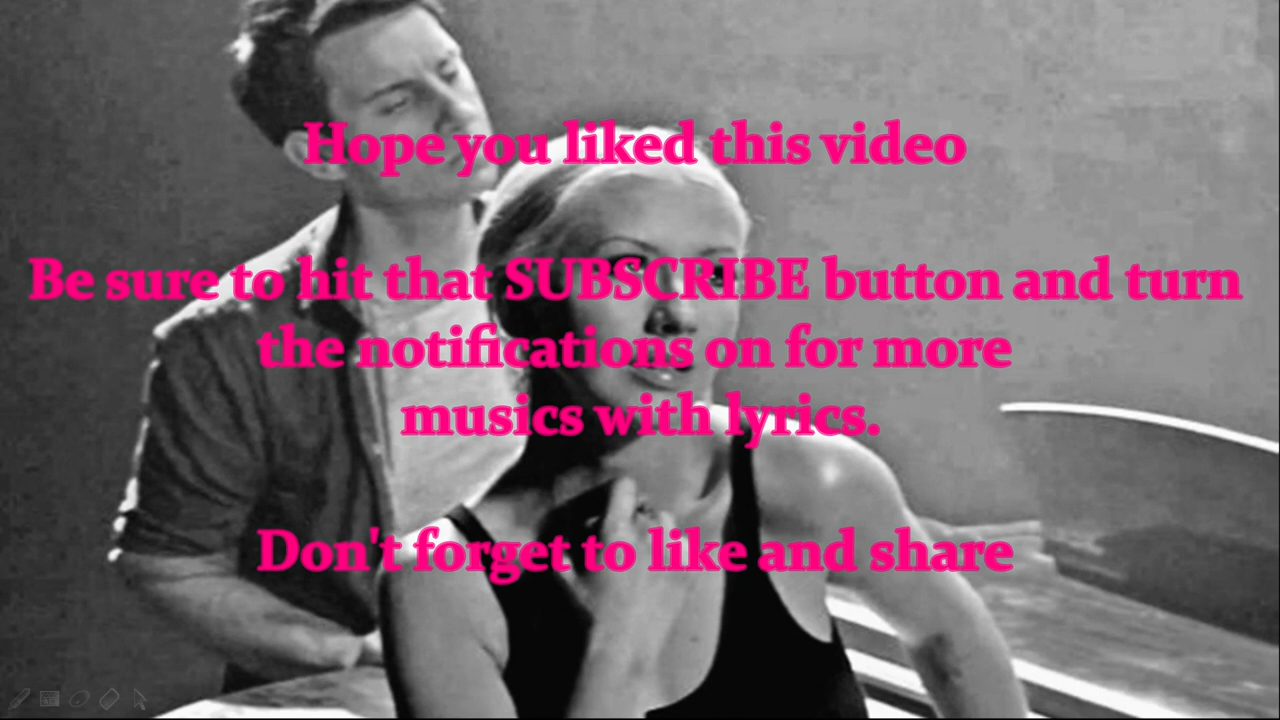 Hope you liked this video
Be sure to hit that SUBSCRIBE button and turn
the notifications on for more
musics with lyrics.
Don't forget to like and share